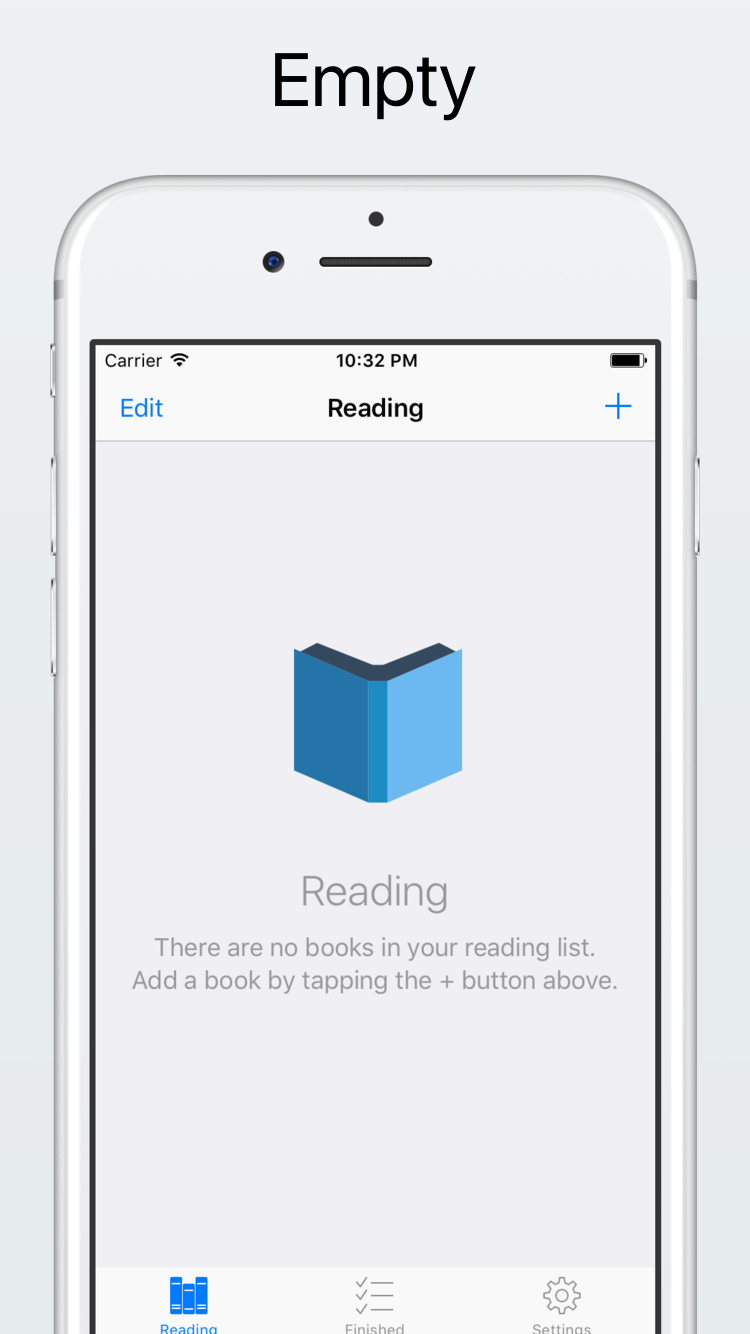 Empty
Carrier 10:32 PM
Edit Reading +
Reading
There are no books in your reading list.
Add a book by tapping the + button above.
Reading Finished Settings